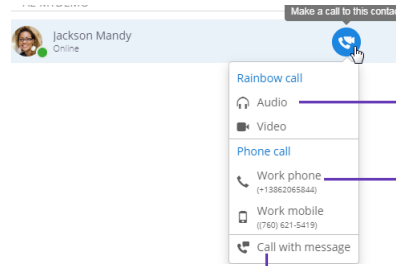 Make a call to this contac
Jackson Mandy
Online
Rainbow call
Audio
Video
Phone call
Work phone
(+13862065844)
Work mobile
((760) 621-5419)
Call with message